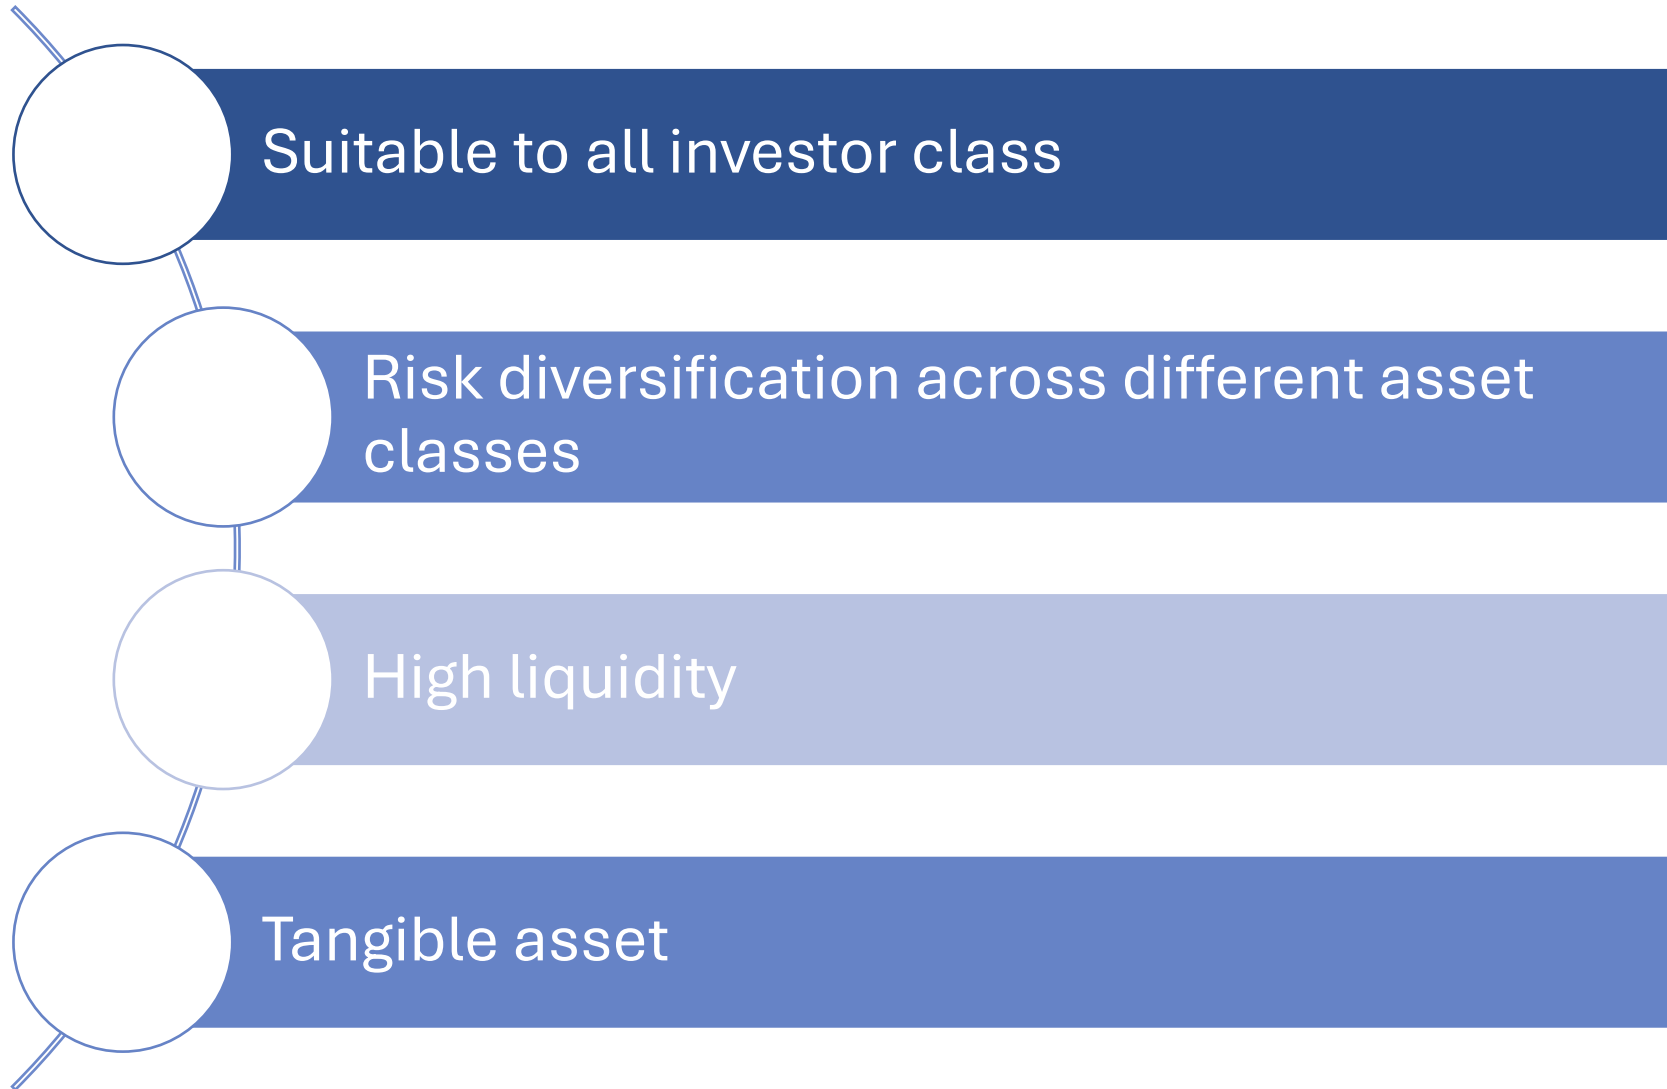 Suitable to all investor class
Risk diversification across different asset
classes
High liquidity
Tangible asset